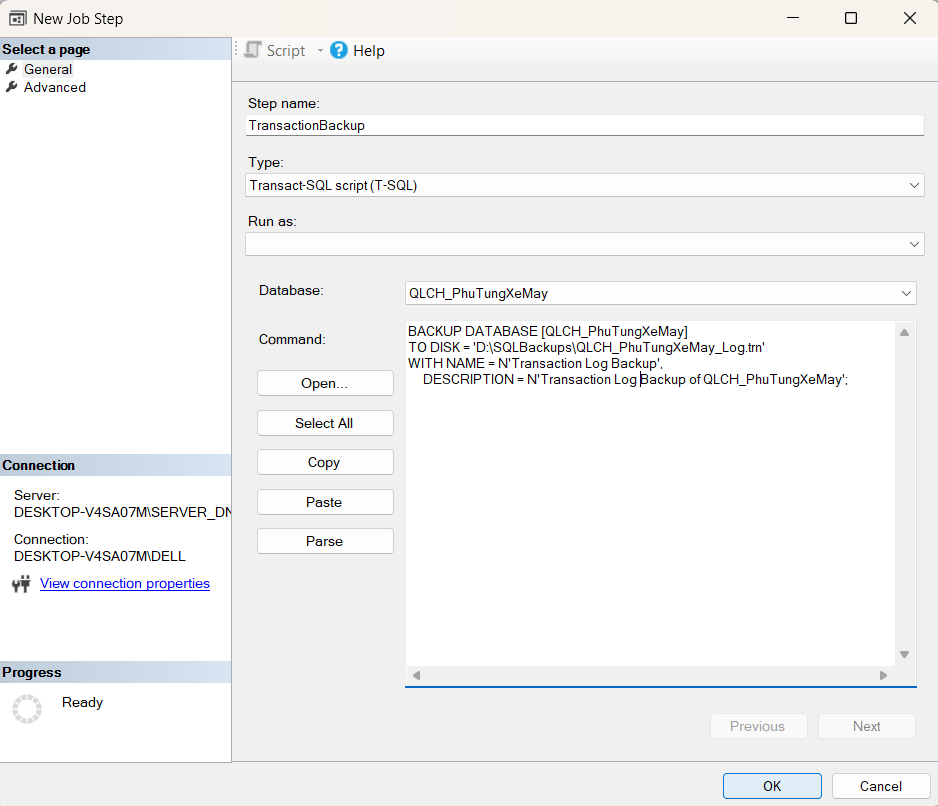 New Job Step
Select a page
General
Advanced
Script
Help
Step name:
TransactionBackup
Type:
Transact-SQL script (T-SQL)
Run as:
Database:
QLCH_PhuTungXeMay
Command:
BACKUP DATABASE [QLCH_PhuTungXeMay]
TO DISK = 'D:\SQLBackups\QLCH_PhuTungXeMay_Log.trn'
WITH NAME = N'Transaction Log Backup',
DESCRIPTION = N'Transaction Log Backup of QLCH_PhuTungXeMay';
Open...
Select All
Copy
Paste
Parse
Connection
Server:
DESKTOP-V4SA07M\SERVER_DN
Connection:
DESKTOP-V4SA07M\DELL
View connection properties
Progress
Ready
Previous
Next
OK
Cancel